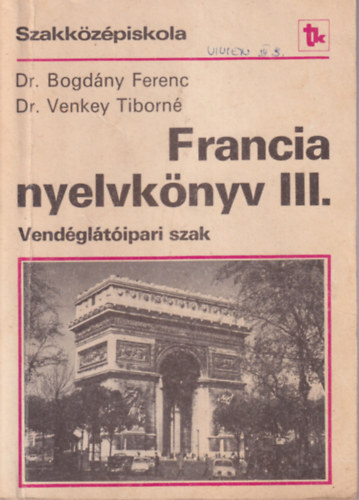 Szakközépiskola
tk
Dr. Bogdány Ferenc
Dr. Venkey Tiborné
Francia
nyelvkönyv III.
Vendéglátóipari szak